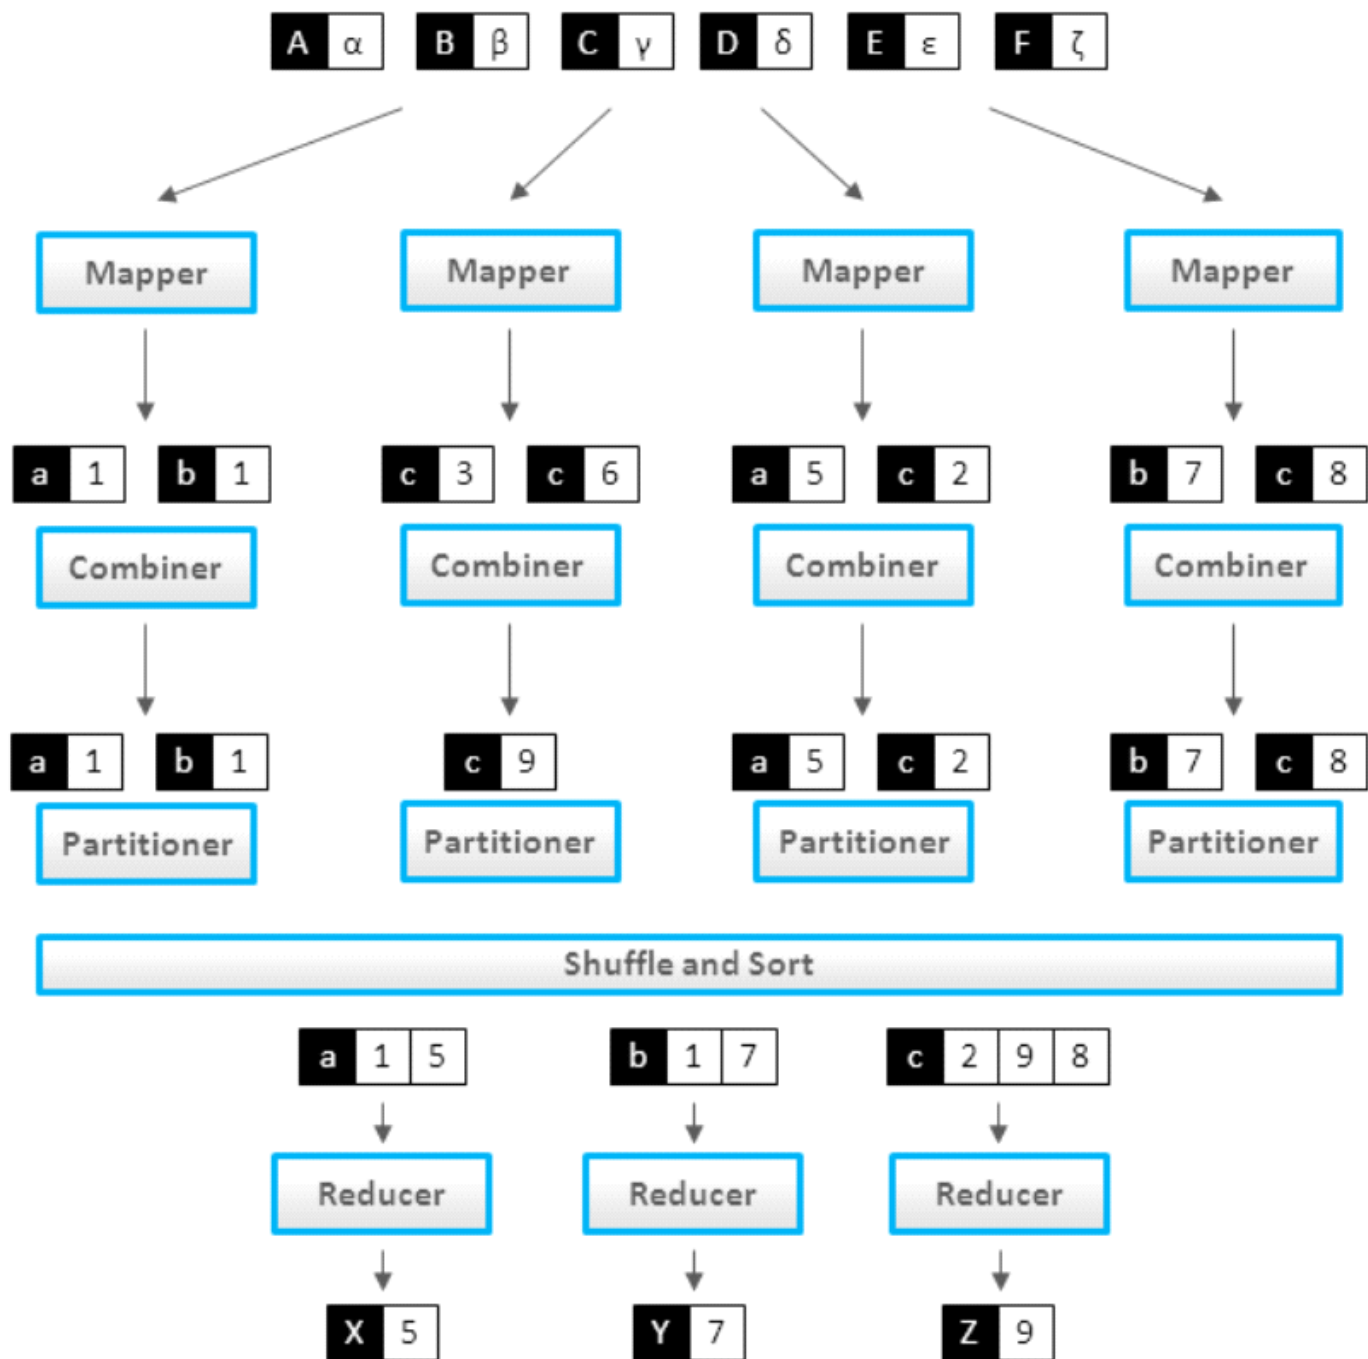 A α B β C γ D δ E ε F ζ
Mapper Mapper Mapper Mapper
a 1 b 1 c 3 c 6 a 5 c 2 b 7 c 8
Combiner Combiner Combiner Combiner
a 1 b 1 c 9 a 5 c 2 b 7 c 8
Partitioner Partitioner Partitioner Partitioner
Shuffle and Sort
a 1 5 b 1 7 c 2 9 8
Reducer Reducer Reducer
X 5 Y 7 Z 9